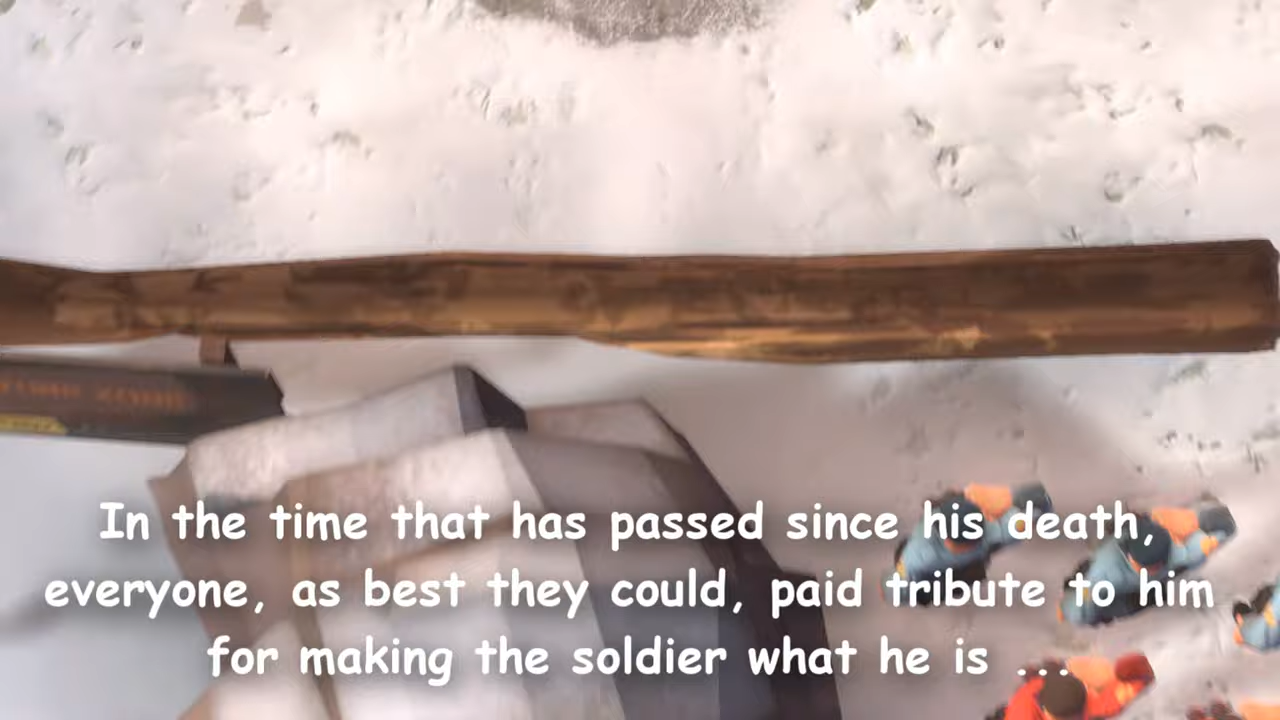 In the time that has passed since his death,
everyone, as best they could, paid tribute to him
for making the soldier what he is ...